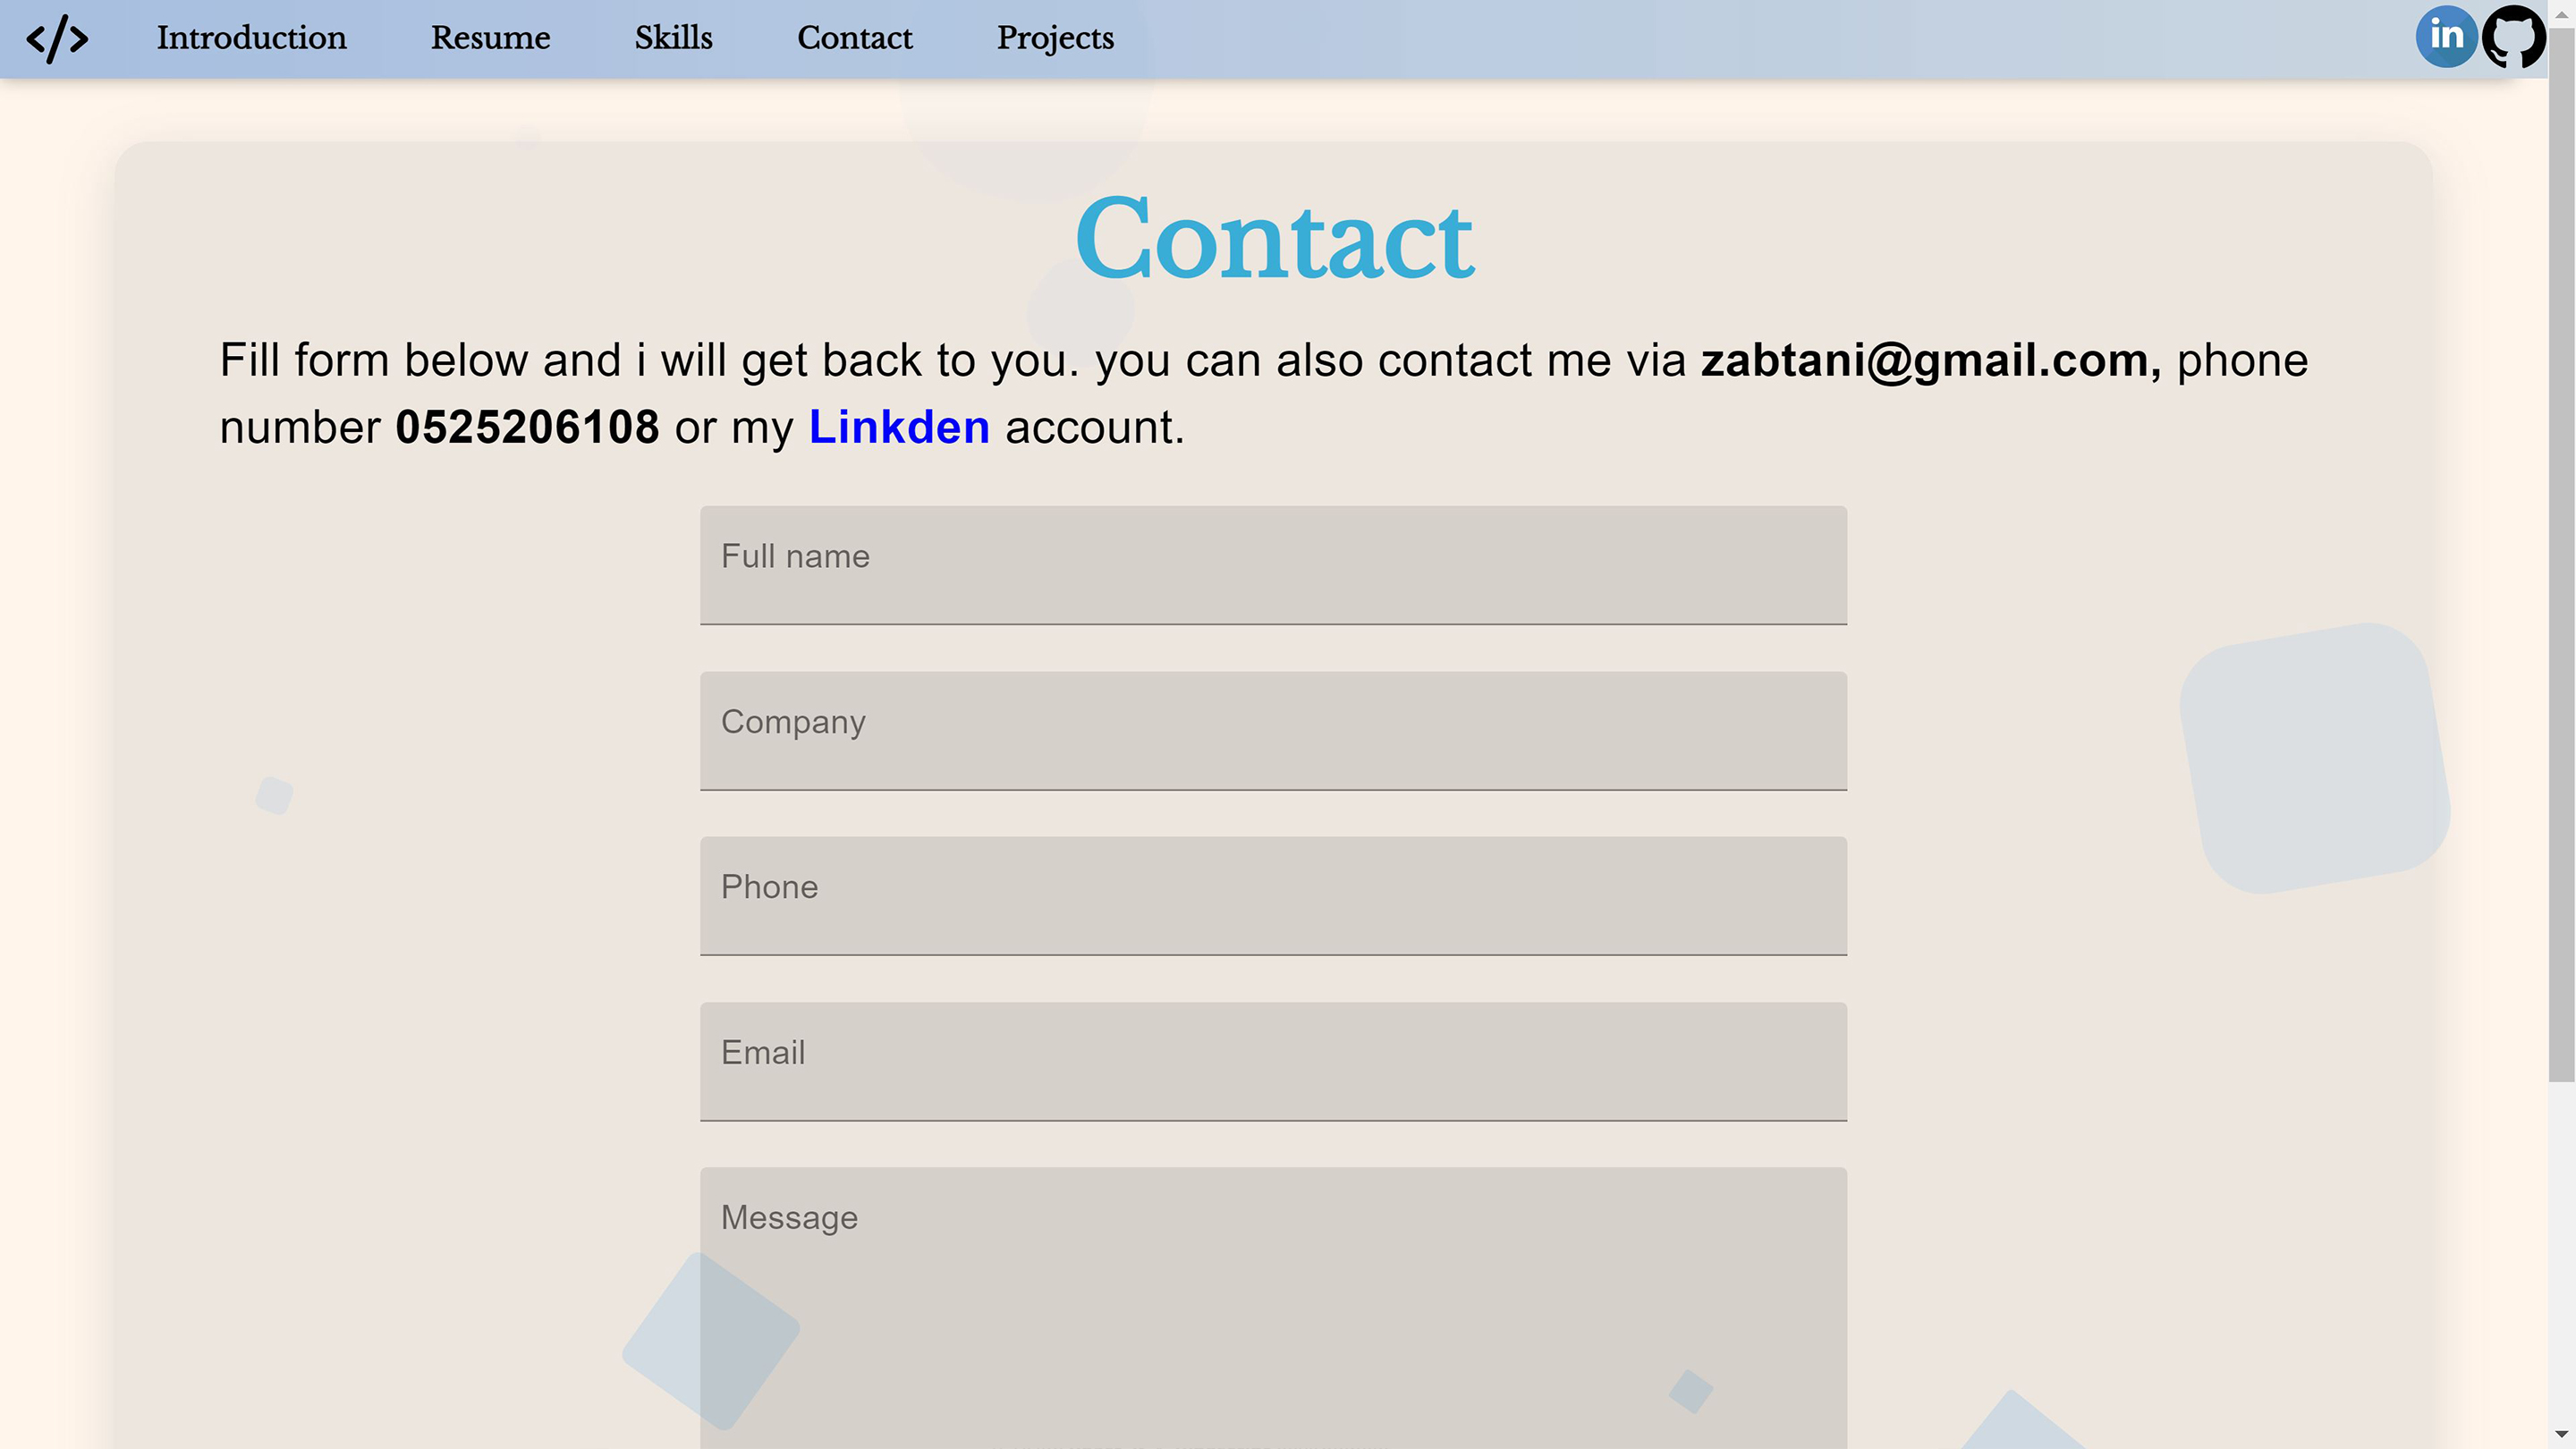 </> Introduction Resume Skills Contact Projects in
Contact
Fill form below and i will get back to you. you can also contact me via zabtani@gmail.com, phone
number 0525206108 or my Linkden account.
Full name
Company
Phone
Email
Message